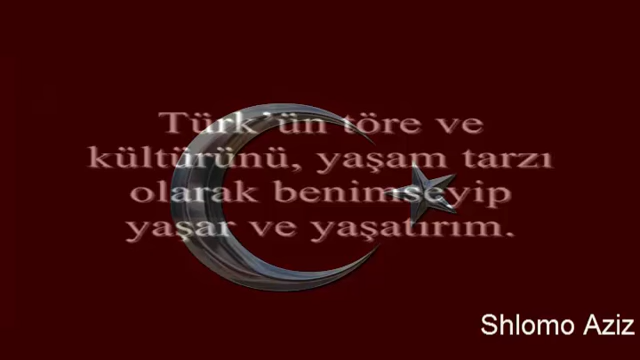 Türk'ün töre ve
kültürünü, yaşam tarzı
olarak benimseyip
yaşar ve yaşatırım.
Shlomo Aziz